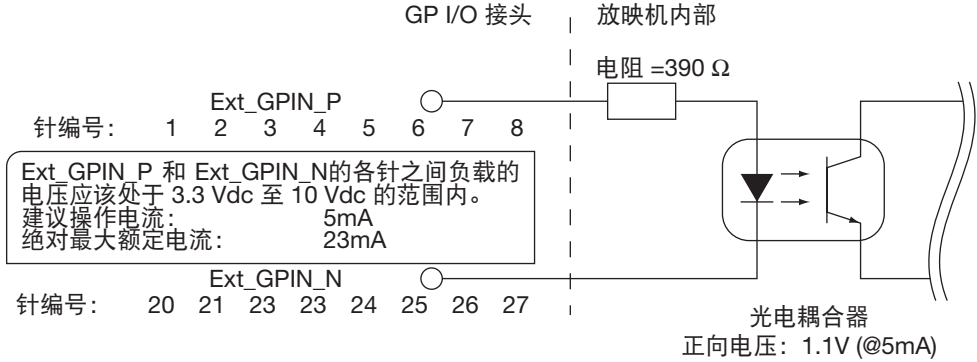 GP I/O 接头
放映机内部
电阻 =390 Ω
Ext_GPIN_P
针编号： 1 2 3 4 5 6 7 8
Ext_GPIN_P 和 Ext_GPIN_N的各针之间负载的
电压应该处于 3.3 Vdc 至 10 Vdc 的范围内。
建议操作电流： 5mA
绝对最大额定电流： 23mA
Ext_GPIN_N
针编号： 20 21 23 23 24 25 26 27
光电耦合器
正向电压：1.1V (@5mA)